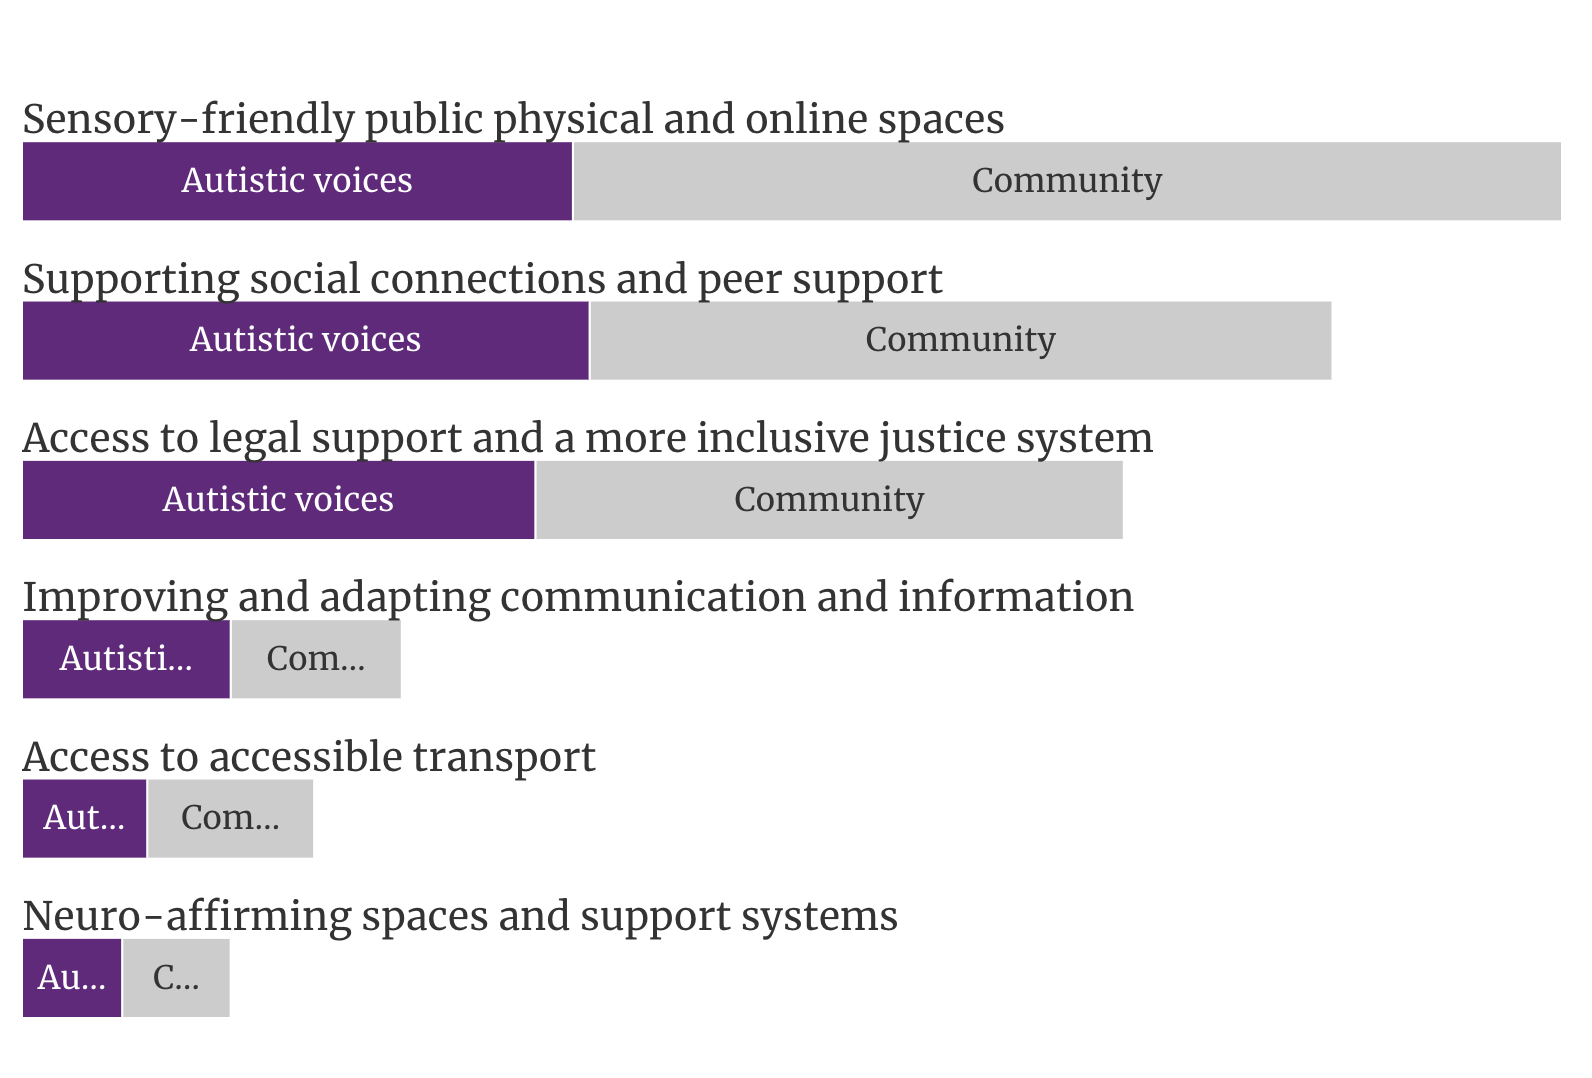 Sensory-friendly public physical and online spaces
Autistic voices Community
Supporting social connections and peer support
Autistic voices Community
Access to legal support and a more inclusive justice system
Autistic voices Community
Improving and adapting communication and information
Autisti... Com...
Access to accessible transport
Aut... Com...
Neuro-affirming spaces and support systems
Au... C...